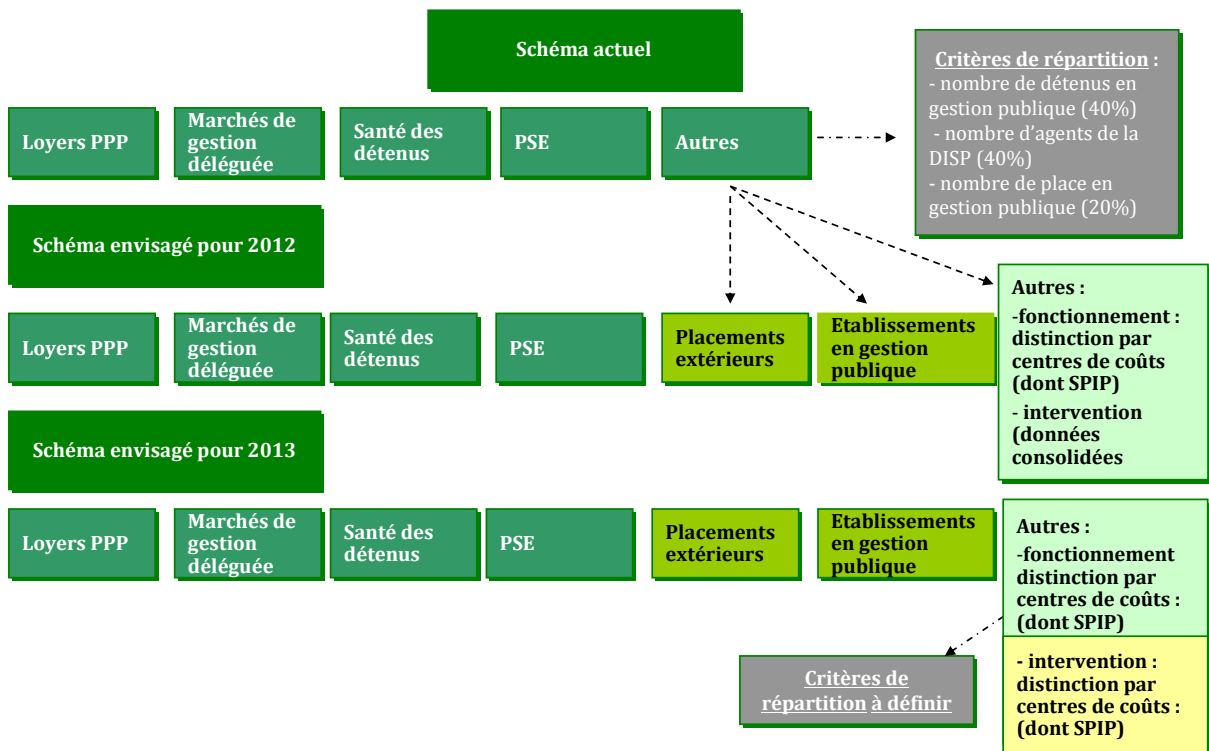 Schéma actuel
Critères de répartition :
- nombre de détenus en
gestion publique (40%)
- nombre d'agents de la
DISP (40%)
- nombre de place en
gestion publique (20%)
Loyers PPP
Marchés de
gestion
déléguée
Santé des
détenus
PSE
Autres
Schéma envisagé pour 2012
Loyers PPP
Marchés de
gestion
déléguée
Santé des
détenus
PSE
Placements
extérieurs
Etablissements
en gestion
publique
Autres :
-fonctionnement :
distinction par
centres de coûts
(dont SPIP)
- intervention
(données
consolidées
Schéma envisagé pour 2013
Loyers PPP
Marchés de
gestion
déléguée
Santé des
détenus
PSE
Placements
extérieurs
Etablissements
en gestion
publique
Autres :
-fonctionnement
distinction par
centres de coûts :
(dont SPIP)
- intervention :
distinction par
centres de coûts :
(dont SPIP)
Critères de
répartition à définir